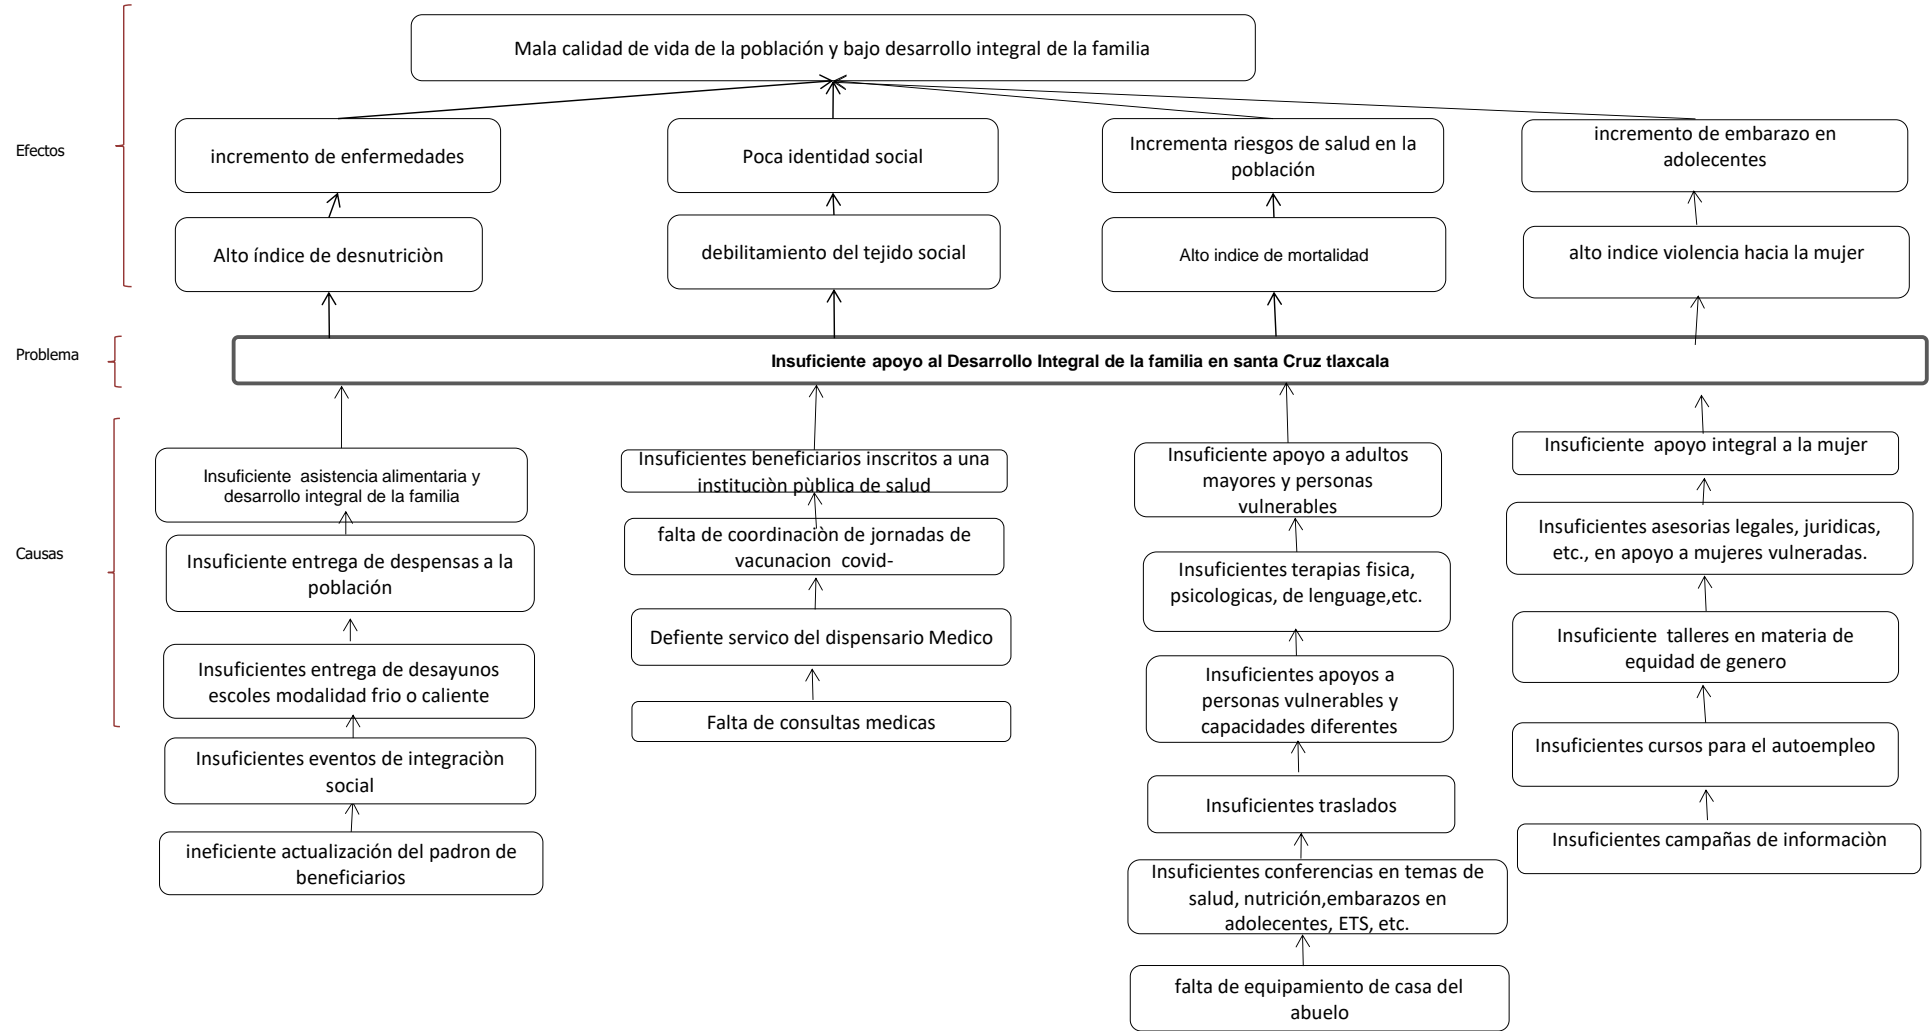 Mala calidad de vida de la población y bajo desarrollo integral de la familia
Efectos
incremento de enfermedades
Poca identidad social
Incrementa riesgos de salud en la
población
incremento de embarazo en
adolecentes
Alto índice de desnutriciòn
debilitamiento del tejido social
Alto indice de mortalidad
alto indice violencia hacia la mujer
Problema
Insuficiente apoyo al Desarrollo Integral de la familia en santa Cruz tlaxcala
Causas
Insuficiente asistencia alimentaria y
desarrollo integral de la familia
Insuficiente entrega de despensas a la
población
Insuficientes entrega de desayunos
escoles modalidad frio o caliente
Insuficientes eventos de integraciòn
social
ineficiente actualización del padron de
beneficiarios
Insuficientes beneficiarios inscritos a una
instituciòn pùblica de salud
falta de coordinaciòn de jornadas de
vacunacion covid-
Defiente servico del dispensario Medico
Falta de consultas medicas
Insuficiente apoyo a adultos
mayores y personas
vulnerables
Insuficientes terapias fisica,
psicologicas, de lenguage,etc.
Insuficientes apoyos a
personas vulnerables y
capacidades diferentes
Insuficientes traslados
Insuficientes conferencias en temas de
salud, nutrición,embarazos en
adolecentes, ETS, etc.
falta de equipamiento de casa del
abuelo
Insuficiente apoyo integral a la mujer
Insuficientes asesorias legales, juridicas,
etc., en apoyo a mujeres vulneradas.
Insuficiente talleres en materia de
equidad de genero
Insuficientes cursos para el autoempleo
Insuficientes campañas de informaciòn